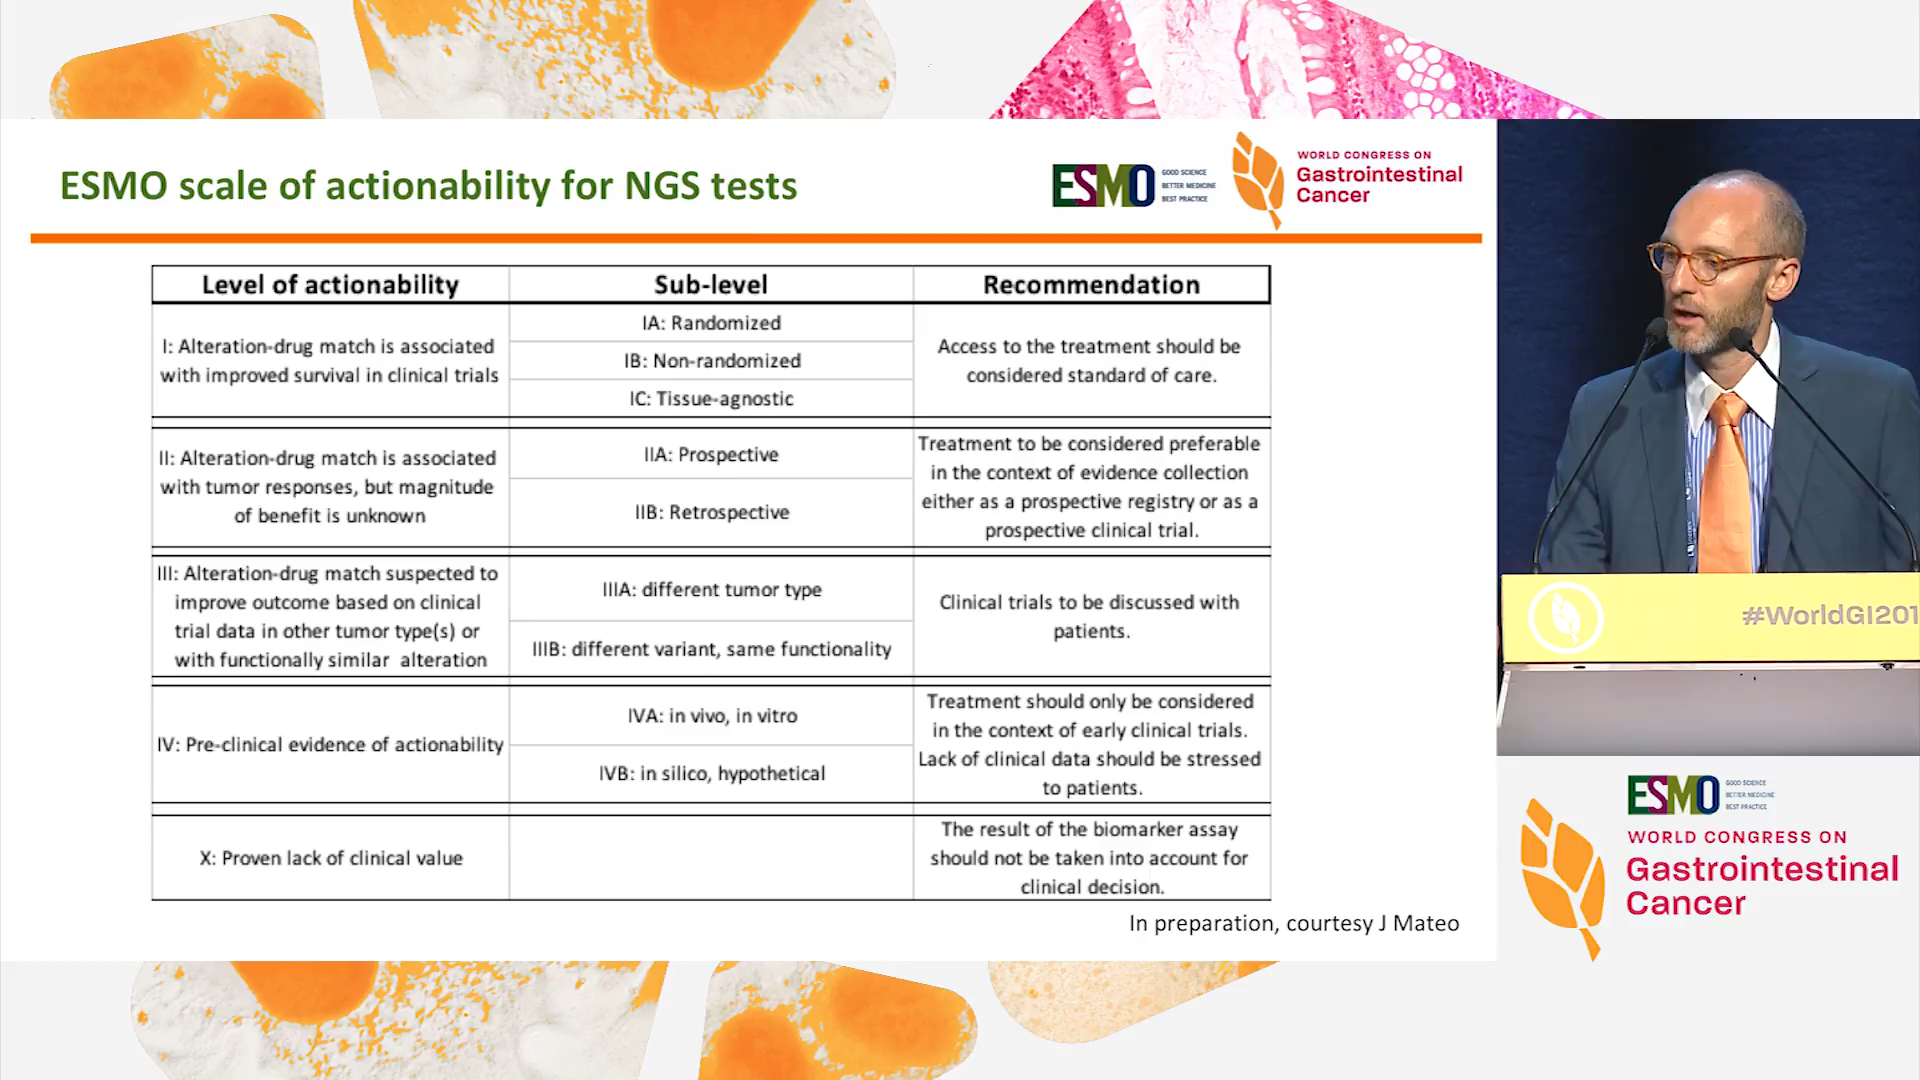 ESMO scale of actionability for NGS tests
ESMO
GOOD SCIENCE
BETTER MEDICINE
BEST PRACTICE
WORLD CONGRESS ON
Gastrointestinal
Cancer
Level of actionability
Sub-level
Recommendation
I: Alteration-drug match is associated
with improved survival in clinical trials
IA: Randomized
IB: Non-randomized
IC: Tissue-agnostic
Access to the treatment should be
considered standard of care.
II: Alteration-drug match is associated
with tumor responses, but magnitude
of benefit is unknown
IIA: Prospective
IIB: Retrospective
Treatment to be considered preferable
in the context of evidence collection
either as a prospective registry or as a
prospective clinical trial.
III: Alteration-drug match suspected to
improve outcome based on clinical
trial data in other tumor type(s) or
with functionally similar alteration
IIIA: different tumor type
IIIB: different variant, same functionality
Clinical trials to be discussed with
patients.
IV: Pre-clinical evidence of actionability
IVA: in vivo, in vitro
IVB: in silico, hypothetical
Treatment should only be considered
in the context of early clinical trials.
Lack of clinical data should be stressed
to patients.
X: Proven lack of clinical value
The result of the biomarker assay
should not be taken into account for
clinical decision.
In preparation, courtesy J Mateo
#WorldGI201
ESMO
GOOD SCIENCE
BETTER MEDICINE
BEST PRACTICE
WORLD CONGRESS ON
Gastrointestinal
Cancer